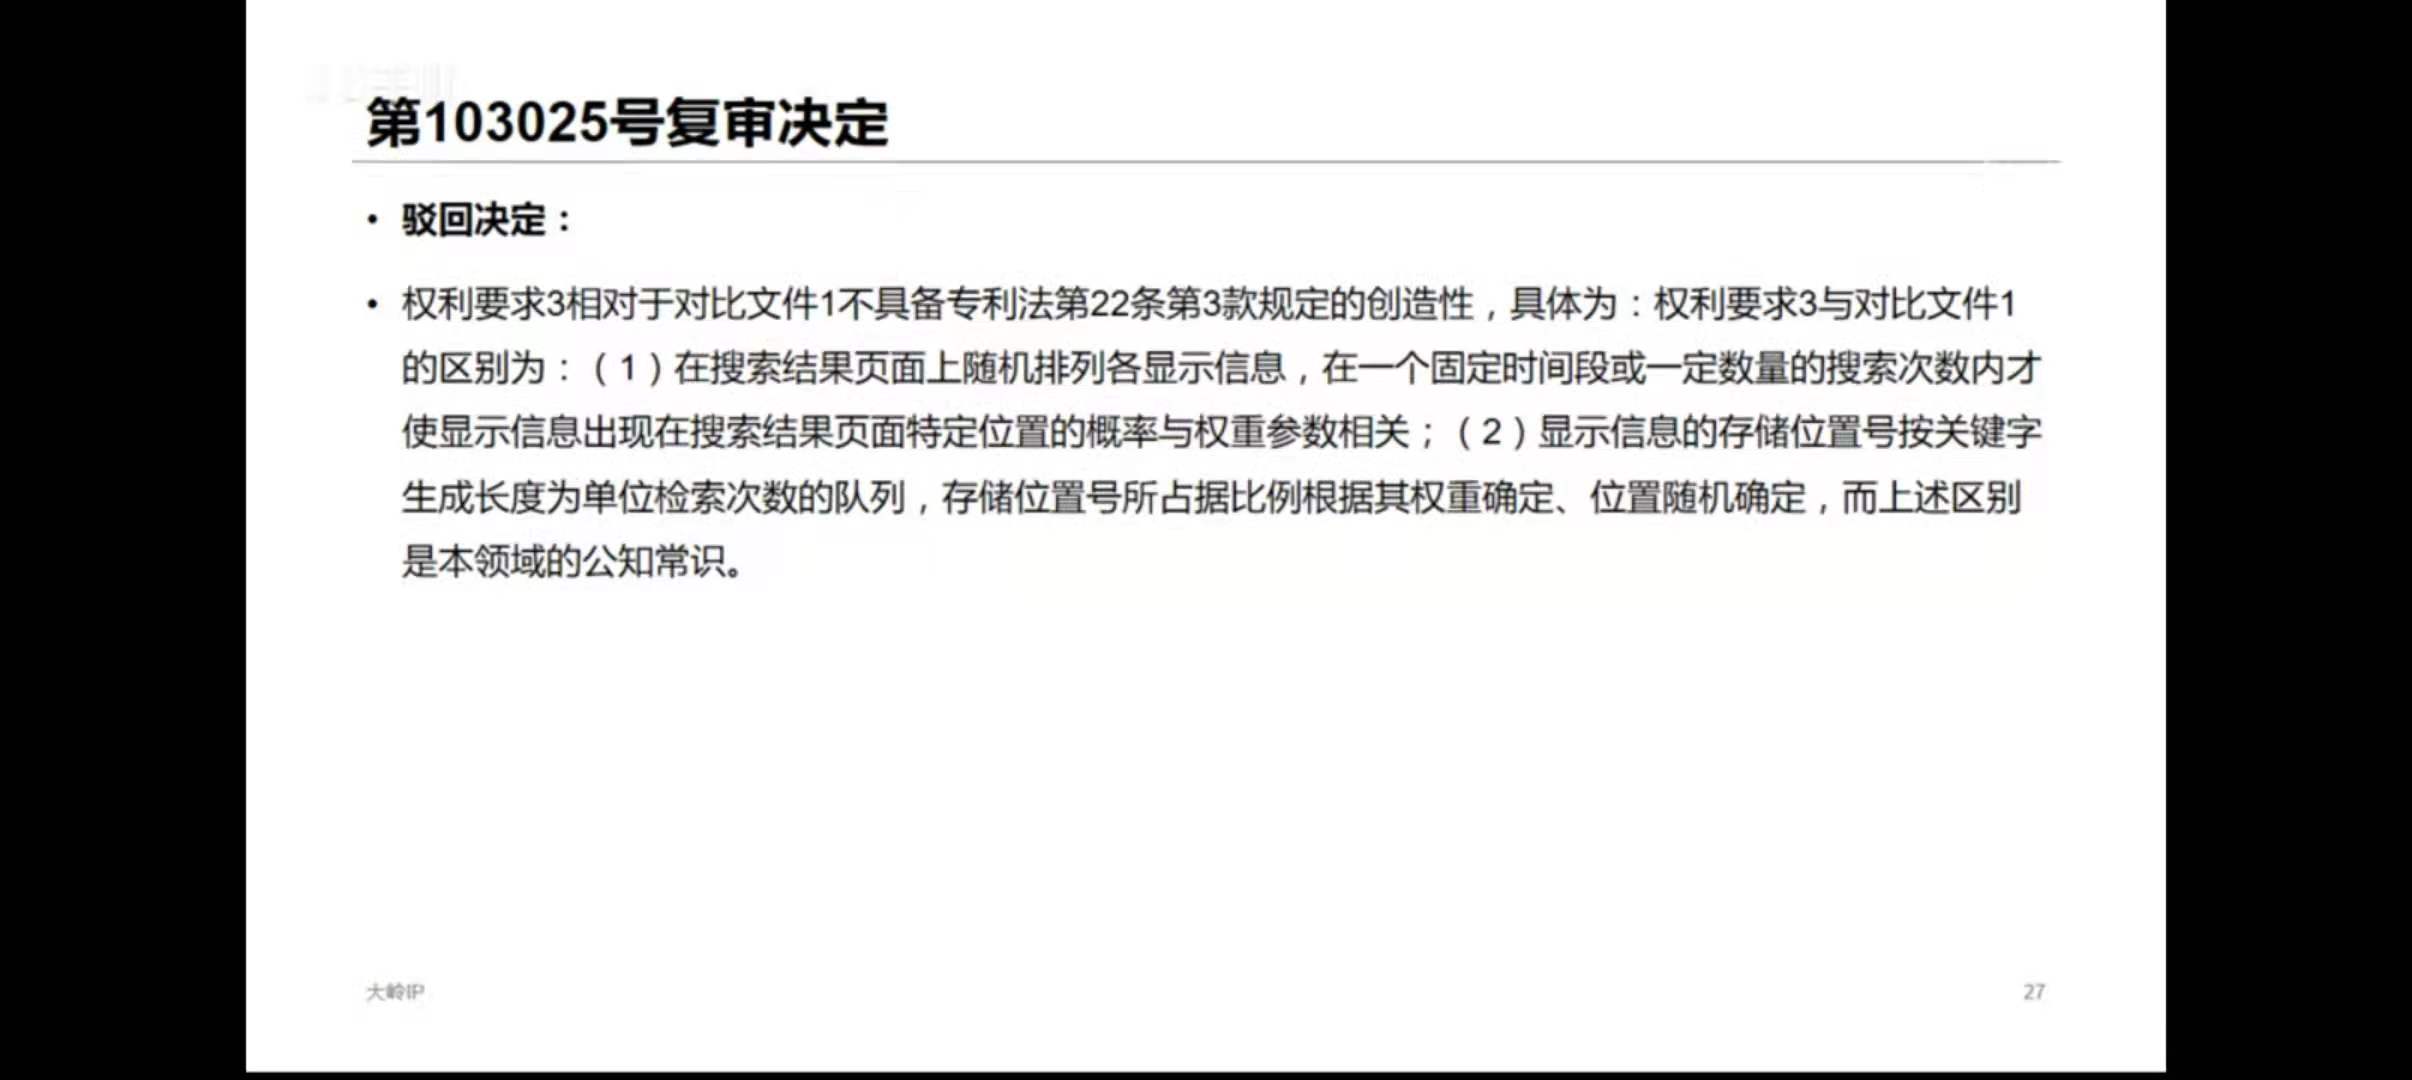 第103025号复审决定
• 驳回决定：
• 权利要求3相对于对比文件1不具备专利法第22条第3款规定的创造性，具体为：权利要求3与对比文件1
的区别为：（1）在搜索结果页面上随机排列各显示信息，在一个固定时间段或一定数量的搜索次数内才
使显示信息出现在搜索结果页面特定位置的概率与权重参数相关；（2）显示信息的存储位置号按关键字
生成长度为单位检索次数的队列，存储位置号所占据比例根据其权重确定、位置随机确定，而上述区别
是本领域的公知常识。
大岭IP
27